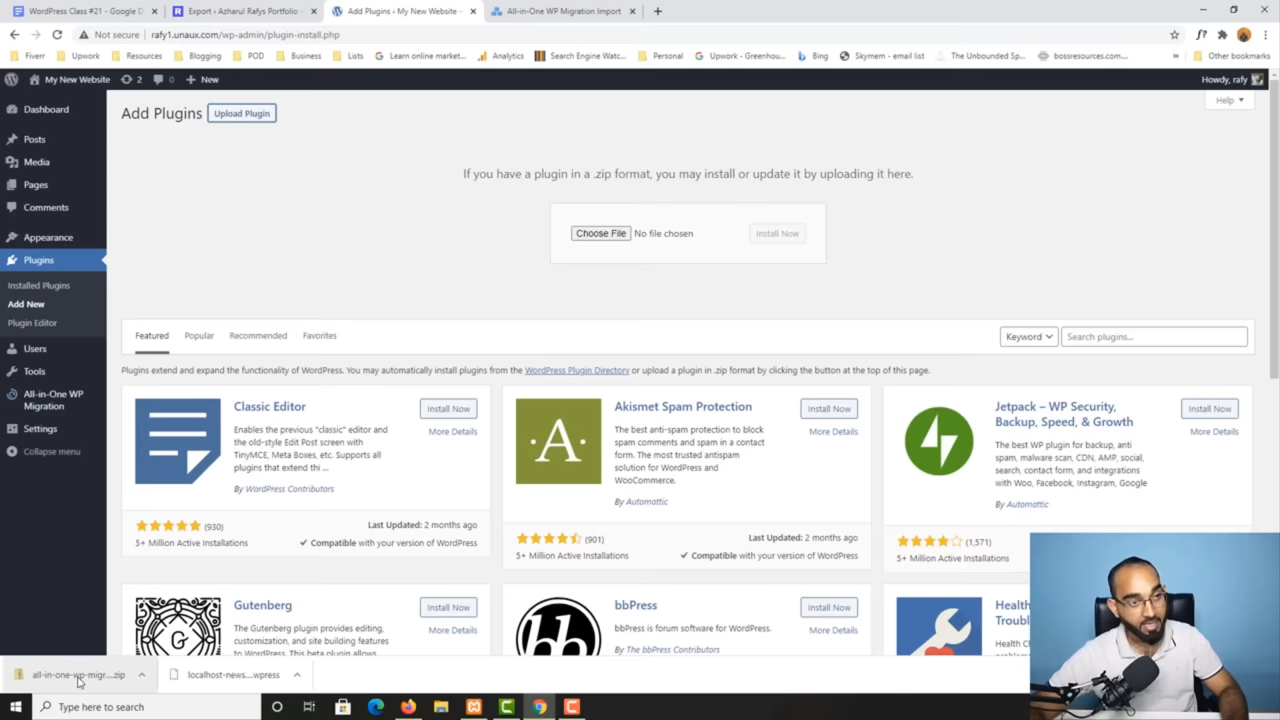 WordPress Class #21 - Google D
Export ‹ Azharul Rafys Portfolio –
Add Plugins ‹ My New Website –
All-in-One WP Migration Import
Not secure
rafy1.unaux.com/wp-admin/plugin-install.php
Fiverr
Upwork
Resources
Blogging
POD
Business
Lists
Learn online market...
Analytics
Search Engine Watc...
Personal
Upwork - Greenhou...
Bing
Skymem - email list
The Unbounded Sp...
bossresources.com...
Other bookmarks
My New Website
2
0
New
Howdy, rafy
Dashboard
Posts
Media
Pages
Comments
Appearance
Plugins
Installed Plugins
Add New
Plugin Editor
Users
Tools
All-in-One WP
Migration
Settings
Collapse menu
Add Plugins
Upload Plugin
Help
If you have a plugin in a .zip format, you may install or update it by uploading it here.
Choose File No file chosen
Install Now
Featured
Popular
Recommended
Favorites
Keyword
Search plugins...
Plugins extend and expand the functionality of WordPress. You may automatically install plugins from the WordPress Plugin Directory or upload a plugin in .zip format by clicking the button at the top of this page.
Classic Editor
Install Now
More Details
Enables the previous "classic" editor and
the old-style Edit Post screen with
TinyMCE, Meta Boxes, etc. Supports all
plugins that extend thi ...
By WordPress Contributors
(930)
Last Updated: 2 months ago
5+ Million Active Installations
Compatible with your version of WordPress
·A·
Akismet Spam Protection
Install Now
More Details
The best anti-spam protection to block
spam comments and spam in a contact
form. The most trusted antispam
solution for WordPress and
WooCommerce.
By Automattic
(901)
Last Updated: 2 months ago
5+ Million Active Installations
Compatible with your version of WordPress
Jetpack – WP Security,
Backup, Speed, & Growth
Install Now
More Details
The best WP plugin for backup, anti
spam, malware scan, CDN, AMP, social,
search, contact form, and integrations
with Woo, Facebook, Instagram, Google
By Automattic
(1,571)
5+ Million Active Installations
G
Gutenberg
Install Now
More Details
The Gutenberg plugin provides editing,
customization, and site building features
to WordPress. This beta plugin allows
bb
bbPress
Install Now
More Details
bbPress is forum software for WordPress.
By The bbPress Contributors
Health
Troubl
Health C
all-in-one-wp-migr....zip
localhost-news....wpress
Type here to search